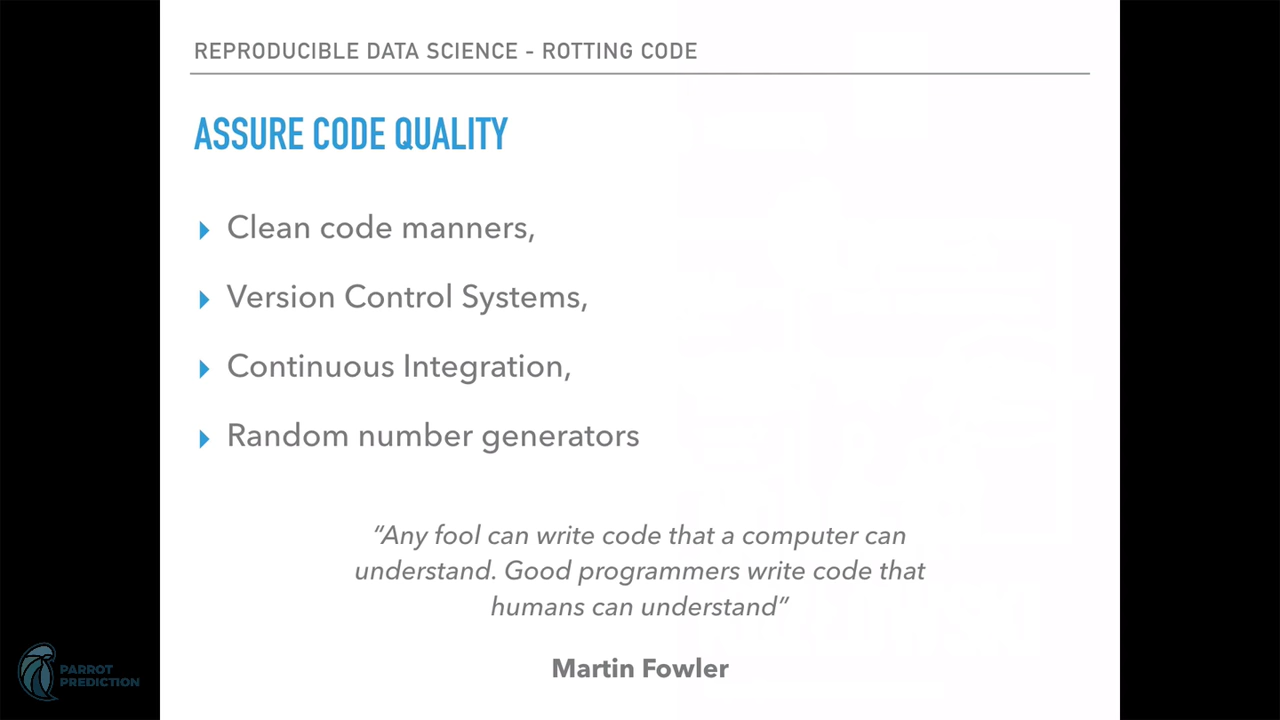 REPRODUCIBLE DATA SCIENCE - ROTTING CODE
ASSURE CODE QUALITY
Clean code manners,
Version Control Systems,
Continuous Integration,
Random number generators
“Any fool can write code that a computer can
understand. Good programmers write code that
humans can understand”
Martin Fowler
PARROT
PREDICTION